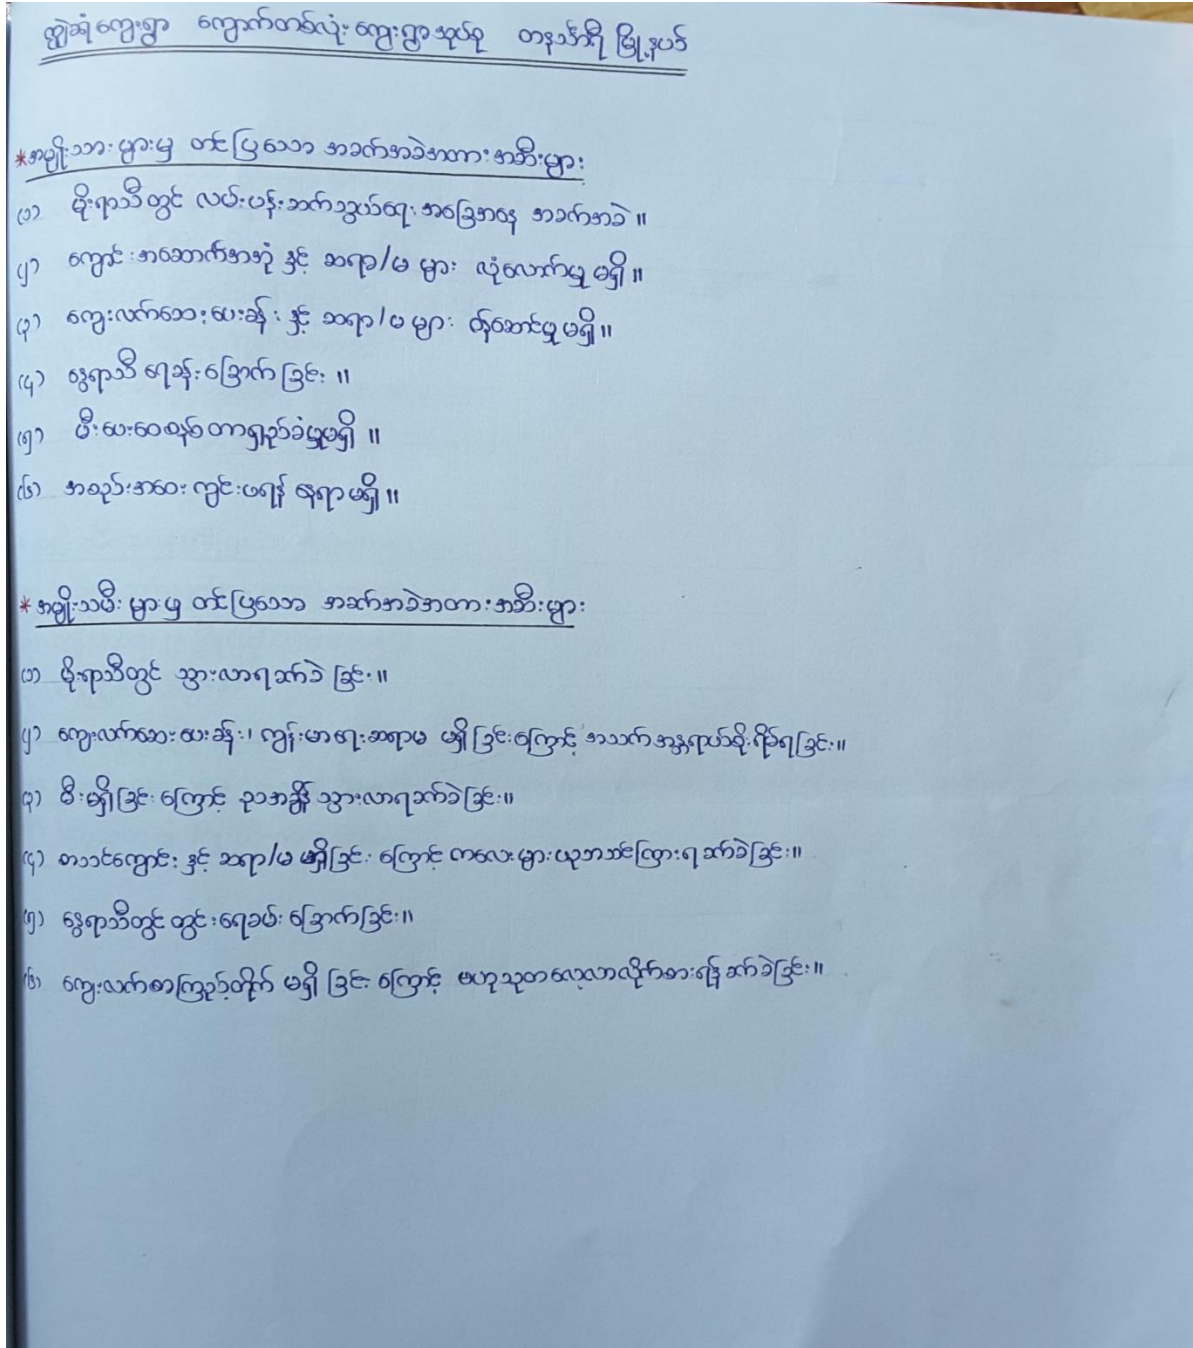 ကျွဲဆုံကျေးရွာ ကျောက်တစ်လုံးကျေးရွာအုပ်စု တနင်္သာရီမြို့နယ်
*အမျိုးသားများမှ တင်ပြသော အခက်အခဲအတားအဆီးများ
(၁) မိုးရာသီတွင် လမ်းပန်းဆက်သွယ်ရေးအခြေအနေ အခက်အခဲ။
(၂) ကျောင်းအဆောက်အအုံ နှင့် ဆရာ/မ များ လုံလောက်မှုမရှိ။
(၃) ကျေးလက်ဆေးပေးခန်း နှင့် ဆရာ/မ များ ဝန်ဆောင်မှုမရှိ။
(၄) နွေရာသီ ရေခန်းခြောက်ခြင်း ။
(၅) မီးပေးဝေစနစ်တာရှည်ခံမှုမရှိ ။
(၆) အစည်းအဝေး ကျင်းပရန် နေရာမရှိ။
*အမျိုးသမီးများမှ တင်ပြသော အခက်အခဲအတားအဆီးများ
(၁) မိုးရာသီတွင် သွားလာရခက်ခဲခြင်း။
(၂) ကျေးလက်ဆေးပေးခန်း၊ ကျန်းမာရေးဆရာမ မရှိခြင်းကြောင့် အသက်အန္တရာယ်စိုးရိမ်ရခြင်း။
(၃) မီးမရှိခြင်းကြောင့် ညအချိန် သွားလာရခက်ခဲခြင်း။
(၄) စာသင်ကျောင်း နှင့် ဆရာ/မ မရှိခြင်း ကြောင့် ကလေးများပညာသင်ကြားရခက်ခဲခြင်း။
(၅) နွေရာသီတွင် တွင်းရေခမ်းခြောက်ခြင်း။
(၆) ကျေးလက်စာကြည့်တိုက် မရှိခြင်းကြောင့် ဗဟုသုတလေ့လာလိုက်စားရန်ခက်ခဲခြင်း။